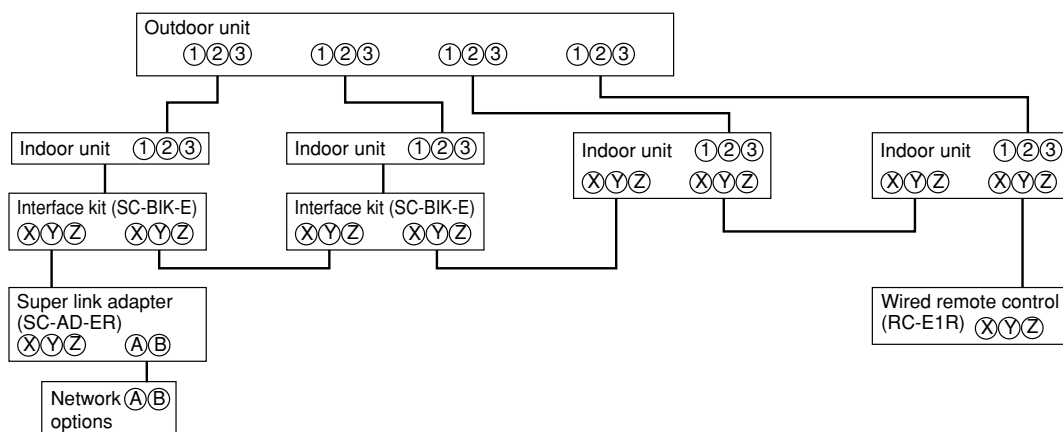 Outdoor unit
①②③ ①②③ ①②③ ①②③
Indoor unit ①②③
Indoor unit ①②③
Indoor unit ①②③
ⓍⓎⓏ ⓍⓎⓏ
Indoor unit ①②③
ⓍⓎⓏ ⓍⓎⓏ
Interface kit (SC-BIK-E)
ⓍⓎⓏ ⓍⓎⓏ
Interface kit (SC-BIK-E)
ⓍⓎⓏ ⓍⓎⓏ
Super link adapter
(SC-AD-ER)
ⓍⓎⓏ ⒶⒷ
Wired remote control
(RC-E1R) ⓍⓎⓏ
Network ⒶⒷ
options